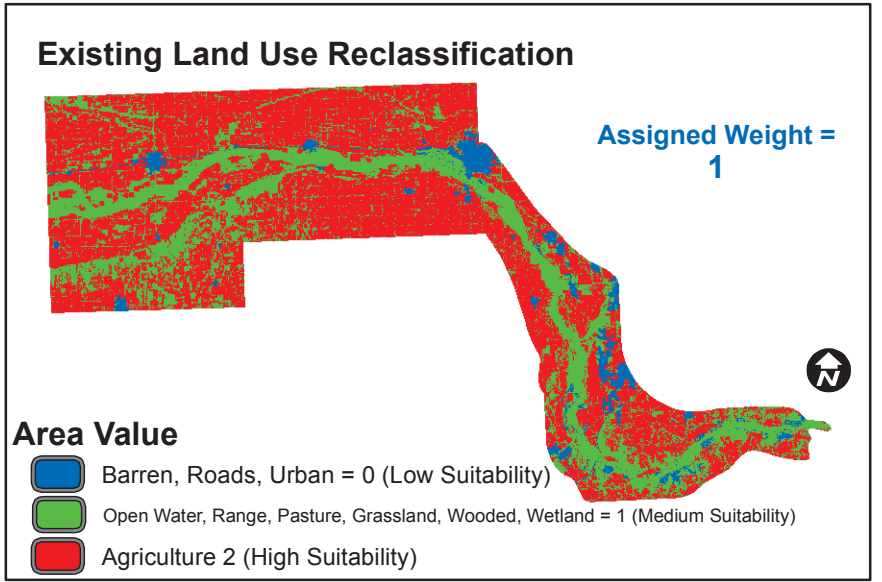 Existing Land Use Reclassification
Assigned Weight =
1
N
Area Value
Barren, Roads, Urban = 0 (Low Suitability)
Open Water, Range, Pasture, Grassland, Wooded, Wetland = 1 (Medium Suitability)
Agriculture 2 (High Suitability)